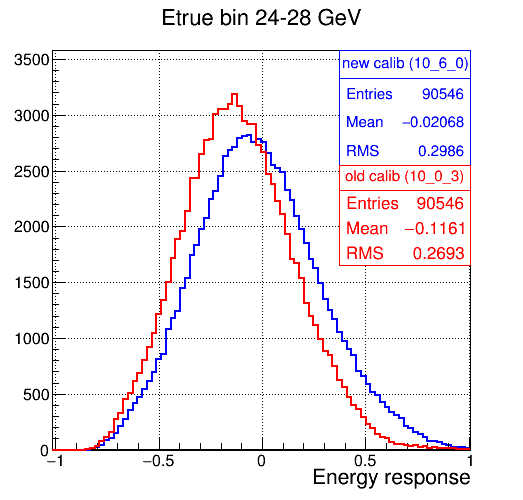 Etrue bin 24-28 GeV
new calib (10_6_0)
Entries 90546
Mean −0.02068
RMS 0.2986
old calib (10_0_3)
Entries 90546
Mean −0.1161
RMS 0.2693
3500
3000
2500
2000
1500
1000
500
0
−1 −0.5 0 0.5 1
Energy response